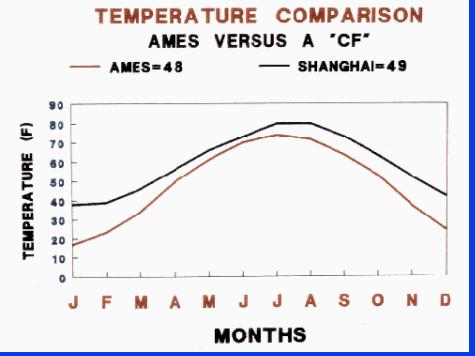 TEMPERATURE COMPARISON
AMES VERSUS A "CF"
AMES=48 SHANGHAI=49
TEMPERATURE (F)
90
80
70
60
50
40
30
20
10
0
J F M A M J J A S O N D
MONTHS